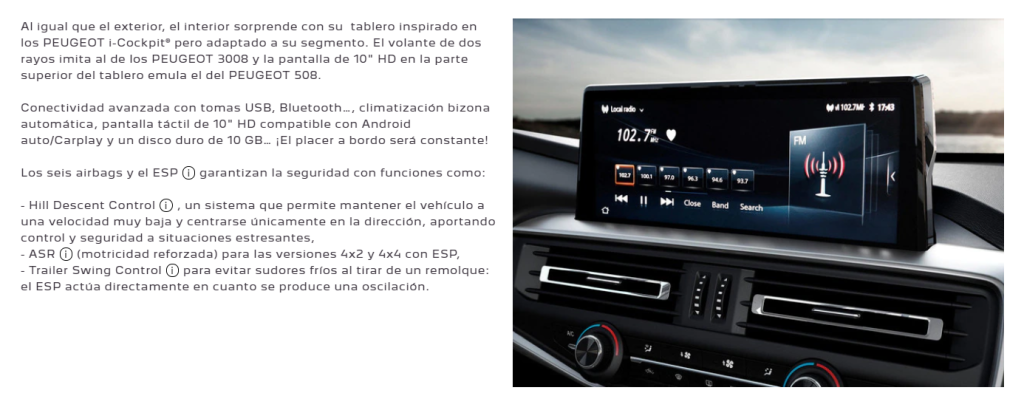 Al igual que el exterior, el interior sorprende con su tablero inspirado en
los PEUGEOT i-Cockpit® pero adaptado a su segmento. El volante de dos
rayos imita al de los PEUGEOT 3008 y la pantalla de 10" HD en la parte
superior del tablero emula el del PEUGEOT 508.
Conectividad avanzada con tomas USB, Bluetooth…, climatización bizona
automática, pantalla táctil de 10" HD compatible con Android
auto/Carplay y un disco duro de 10 GB… ¡El placer a bordo será constante!
Los seis airbags y el ESP ⓘ garantizan la seguridad con funciones como:
- Hill Descent Control ⓘ , un sistema que permite mantener el vehículo a
una velocidad muy baja y centrarse únicamente en la dirección, aportando
control y seguridad a situaciones estresantes,
- ASR ⓘ (motricidad reforzada) para las versiones 4x2 y 4x4 con ESP,
- Trailer Swing Control ⓘ para evitar sudores fríos al tirar de un remolque:
el ESP actúa directamente en cuanto se produce una oscilación.
Local radio 102.7MHz 17:43
102.7 FM MHz
FM
102.7 100.1 97.0 96.3 94.6 93.7
Close Band Search
A.C.